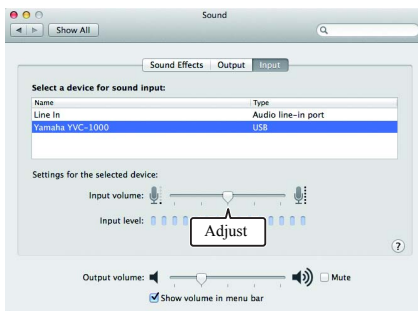 Sound
Show All
Sound Effects Output Input
Select a device for sound input:
Name Type
Line In Audio line-in port
Yamaha YVC-1000 USB
Settings for the selected device:
Input volume:
Input level:
Adjust
?
Output volume: Mute
Show volume in menu bar